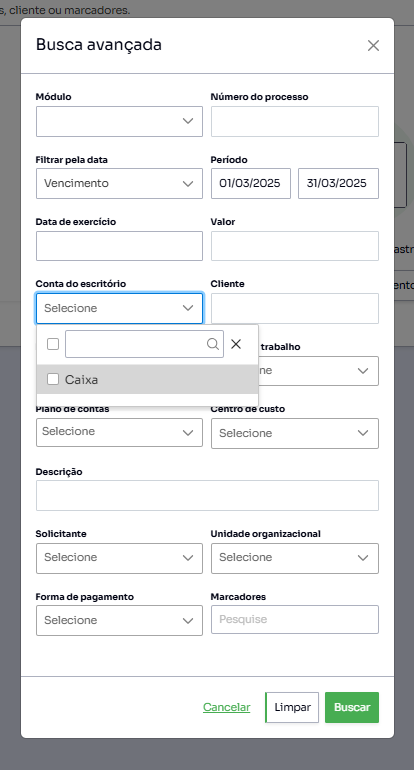 s, cliente ou marcadores.
Busca avançada
Módulo
Número do processo
Filtrar pela data
Período
Vencimento
01/03/2025
31/03/2025
Data de exercício
Valor
astr
ento
Conta do escritório
Cliente
Selecione
trabalho
ne
Caixa
Plano de contas
Centro de custo
Selecione
Selecione
Descrição
Solicitante
Unidade organizacional
Selecione
Selecione
Forma de pagamento
Marcadores
Selecione
Pesquise
Cancelar
Limpar
Buscar